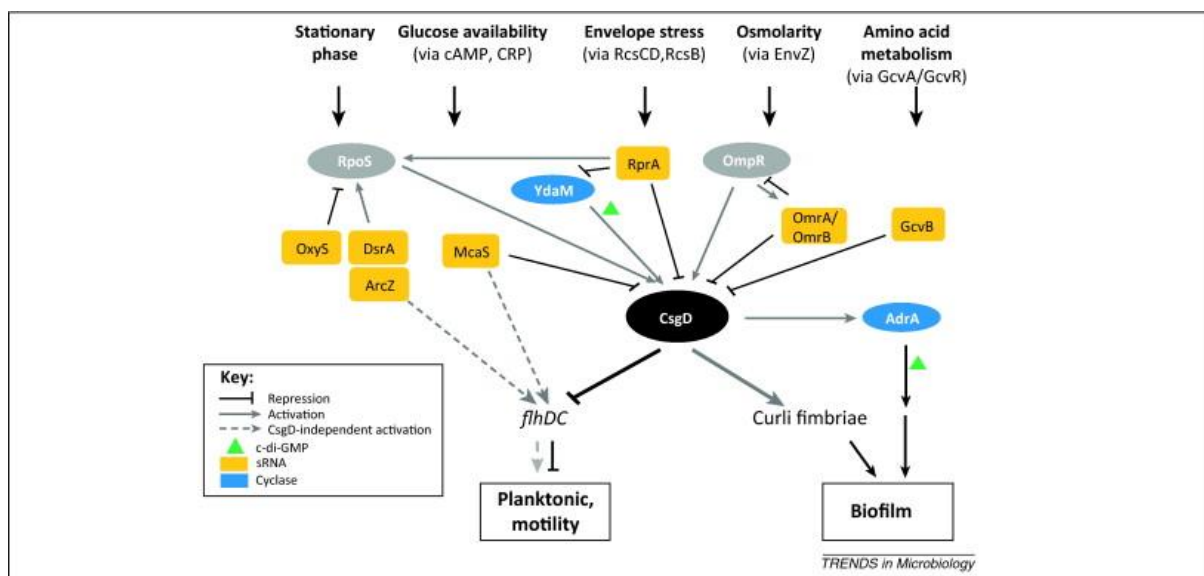 Stationary
phase
Glucose availability
(via cAMP, CRP)
Envelope stress
(via RcsCD,RcsB)
Osmolarity
(via EnvZ)
Amino acid
metabolism
(via GcvA/GcvR)
RpoS
RprA
OmpR
YdaM
OxyS
DsrA
ArcZ
McaS
OmrA/
OmrB
GcvB
CsgD
AdrA
Key:
Repression
Activation
CsgD-independent activation
c-di-GMP
sRNA
Cyclase
flhDC
Curli fimbriae
Planktonic,
motility
Biofilm
TRENDS in Microbiology